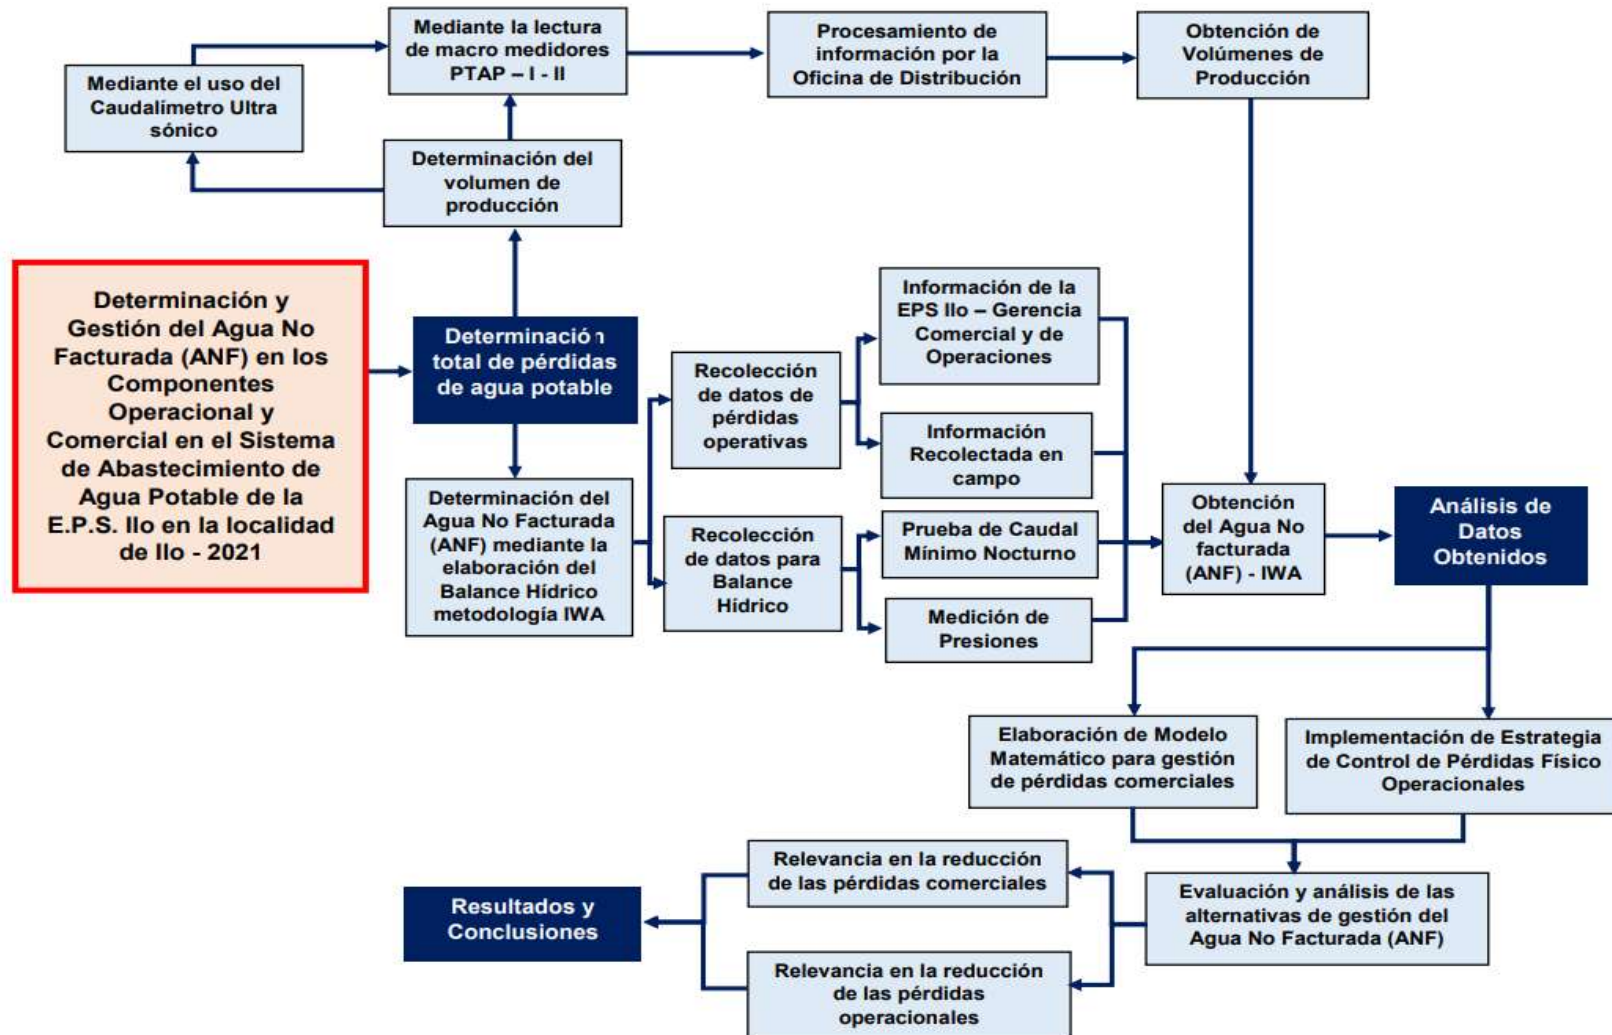 Mediante la lectura
de macro medidores
PTAP – I - II
Procesamiento de
información por la
Oficina de Distribución
Obtención de
Volúmenes de
Producción
Mediante el uso del
Caudalímetro Ultra
sónico
Determinación del
volumen de
producción
Determinación y
Gestión del Agua No
Facturada (ANF) en los
Componentes
Operacional y
Comercial en el Sistema
de Abastecimiento de
Agua Potable de la
E.P.S. Ilo en la localidad
de Ilo - 2021
Determinación
total de pérdidas
de agua potable
Determinación del
Agua No Facturada
(ANF) mediante la
elaboración del
Balance Hídrico
metodología IWA
Recolección
de datos de
pérdidas
operativas
Recolección
de datos para
Balance
Hídrico
Información de la
EPS Ilo – Gerencia
Comercial y de
Operaciones
Información
Recolectada en
campo
Prueba de Caudal
Mínimo Nocturno
Medición de
Presiones
Obtención
del Agua No
facturada
(ANF) - IWA
Análisis de
Datos
Obtenidos
Elaboración de Modelo
Matemático para gestión
de pérdidas comerciales
Implementación de Estrategia
de Control de Pérdidas Físico
Operacionales
Evaluación y análisis de las
alternativas de gestión del
Agua No Facturada (ANF)
Relevancia en la reducción
de las pérdidas comerciales
Relevancia en la reducción
de las pérdidas
operacionales
Resultados y
Conclusiones